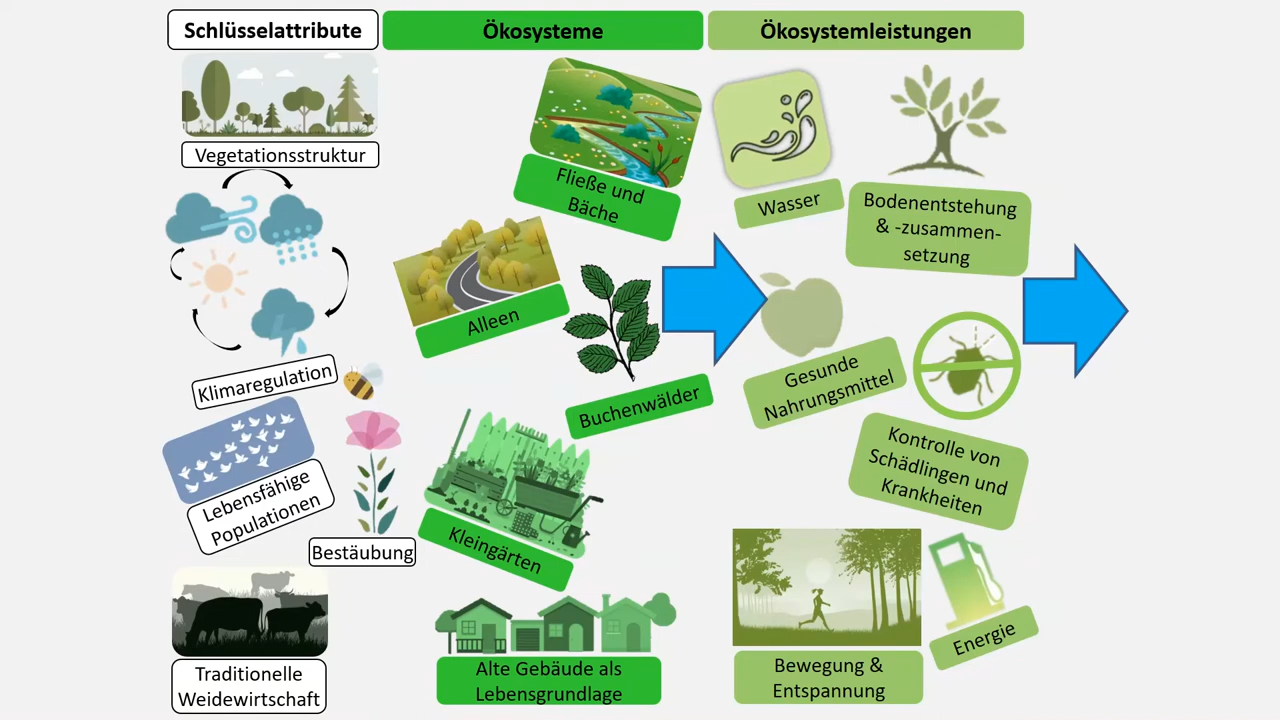 Schlüsselattribute
Vegetationsstruktur
Klimaregulation
Lebensfähige
Populationen
Bestäubung
Traditionelle
Weidewirtschaft
Ökosysteme
Fließe und
Bäche
Alleen
Buchenwälder
Kleingärten
Alte Gebäude als
Lebensgrundlage
Ökosystemleistungen
Wasser
Bodenentstehung
& -zusammen-
setzung
Gesunde
Nahrungsmittel
Kontrolle von
Schädlingen und
Krankheiten
Bewegung &
Entspannung
Energie